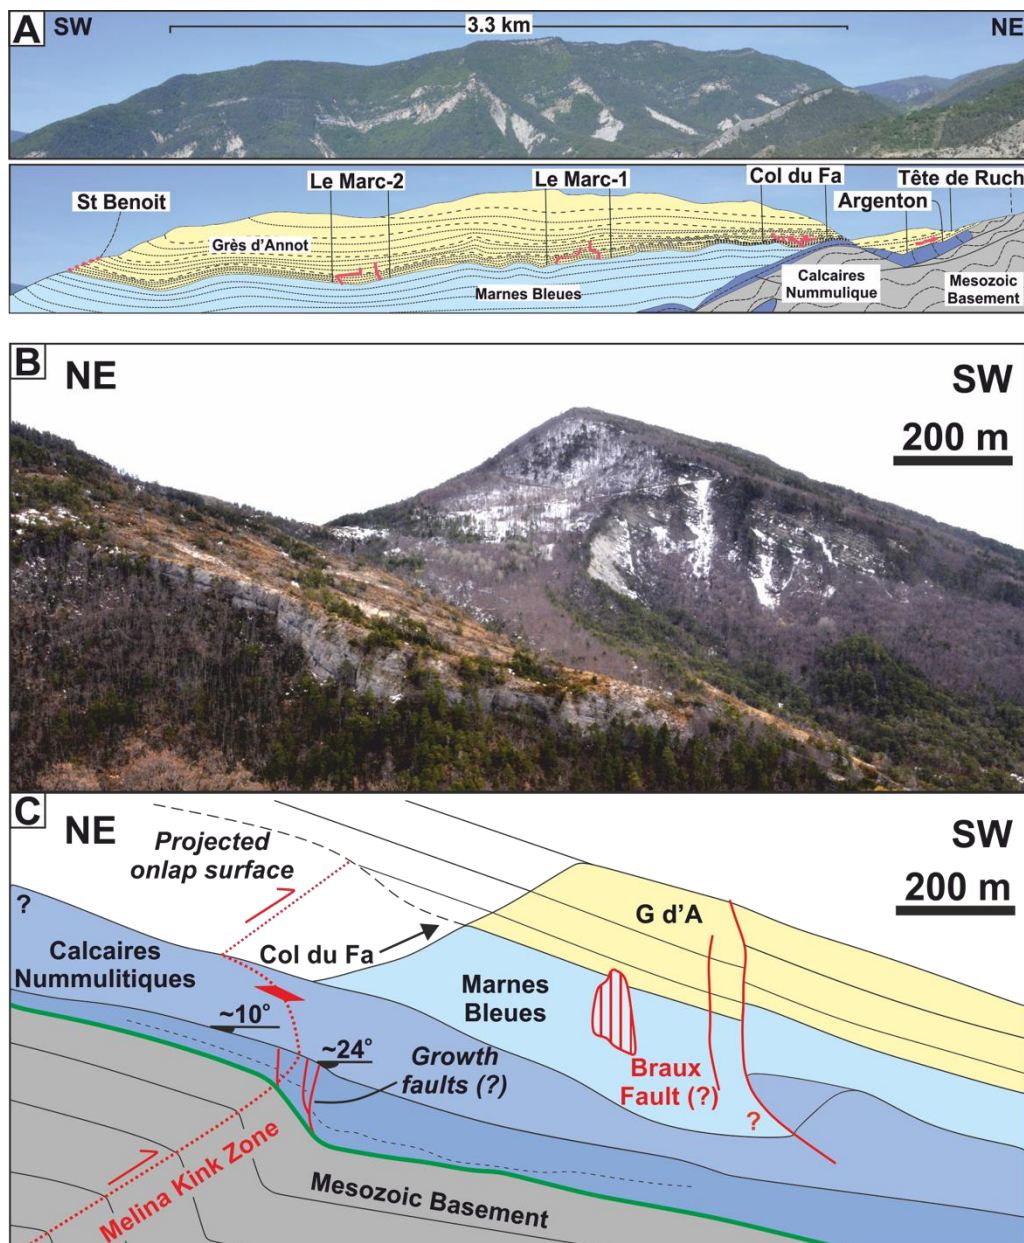 A
SW
3.3 km
NE
St Benoit
Le Marc-2
Le Marc-1
Col du Fa
Tête de Ruch
Argenton
Grès d'Annot
Marnes Bleues
Calcaires
Nummulique
Mesozoic
Basement
B
NE
SW
200 m
C
NE
SW
200 m
Projected
onlap surface
?
Calcaires
Nummulitiques
Col du Fa
G d'A
Marnes
Bleues
~10°
~24°
Growth
faults (?)
Braux
Fault (?)
?
Melina Kink Zone
Mesozoic Basement